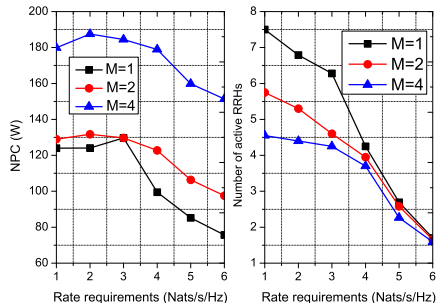 NPC (W)
200
180
160
140
120
100
80
60
1 2 3 4 5 6
Rate requirements (Nats/s/Hz)
M=1
M=2
M=4
Number of active RRHs
8
7
6
5
4
3
2
1
1 2 3 4 5 6
Rate requirements (Nats/s/Hz)
M=1
M=2
M=4